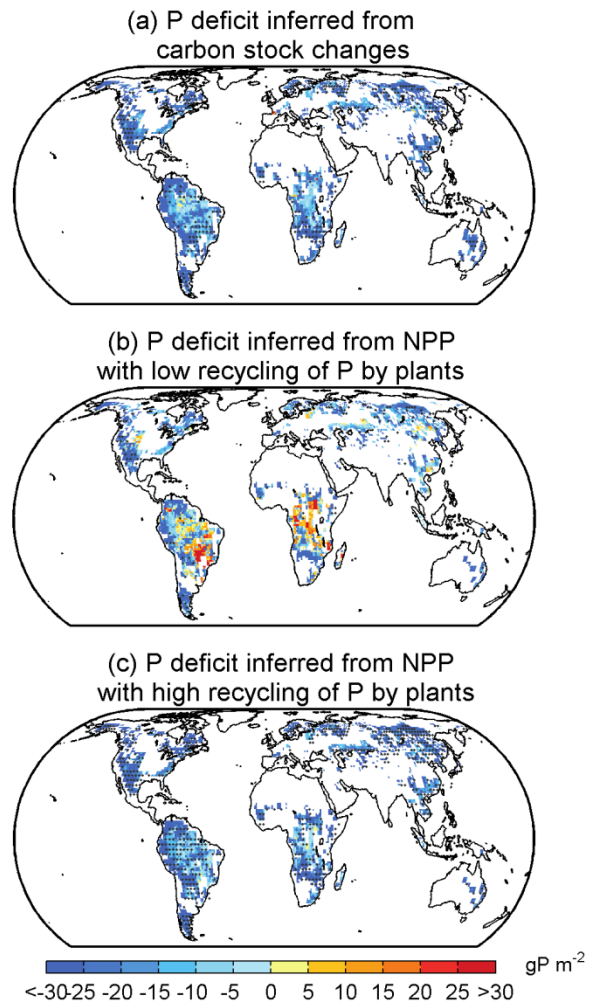 (a) P deficit inferred from
carbon stock changes
(b) P deficit inferred from NPP
with low recycling of P by plants
(c) P deficit inferred from NPP
with high recycling of P by plants
<-30 -25 -20 -15 -10 -5 0 5 10 15 20 25 >30 gP m⁻²